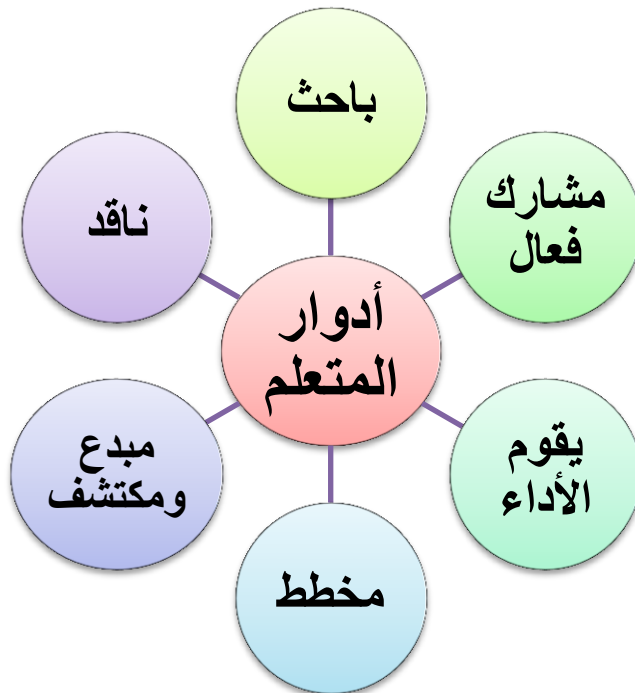 باحث
مشارك
فعال
يقوم
الأداء
مخطط
مبدع
ومكتشف
ناقد
أدوار
المتعلم